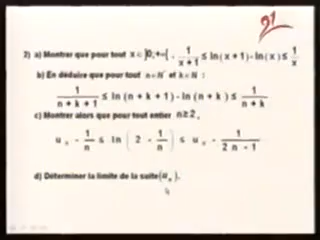 21
2) a) Montrer que pour tout x ∈ ]0;+∞[ , 1/(x+1) ≤ ln(x+1)-ln(x) ≤ 1/x
b) En déduire que pour tout n∈N* et k∈N :
1/(n+k+1) ≤ ln(n+k+1)-ln(n+k) ≤ 1/(n+k)
c) Montrer alors que pour tout entier n≥2,
u_n - 1/n ≤ ln(2 - 1/n) ≤ u_n - 1/(2n-1)
d) Déterminer la limite de la suite (u_n).